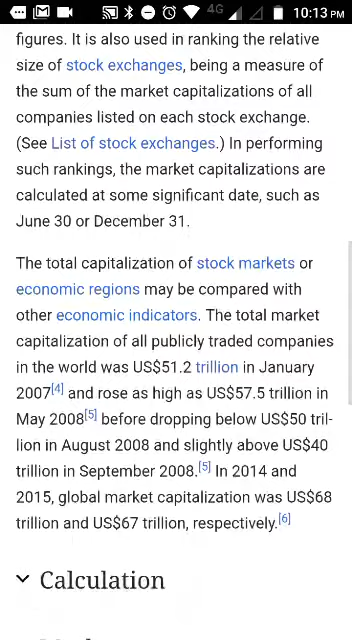 4G 10:13 PM
figures. It is also used in ranking the relative
size of stock exchanges, being a measure of
the sum of the market capitalizations of all
companies listed on each stock exchange.
(See List of stock exchanges.) In performing
such rankings, the market capitalizations are
calculated at some significant date, such as
June 30 or December 31.
The total capitalization of stock markets or
economic regions may be compared with
other economic indicators. The total market
capitalization of all publicly traded companies
in the world was US$51.2 trillion in January
2007[4] and rose as high as US$57.5 trillion in
May 2008[5] before dropping below US$50 tril-
lion in August 2008 and slightly above US$40
trillion in September 2008.[5] In 2014 and
2015, global market capitalization was US$68
trillion and US$67 trillion, respectively.[6]
Calculation